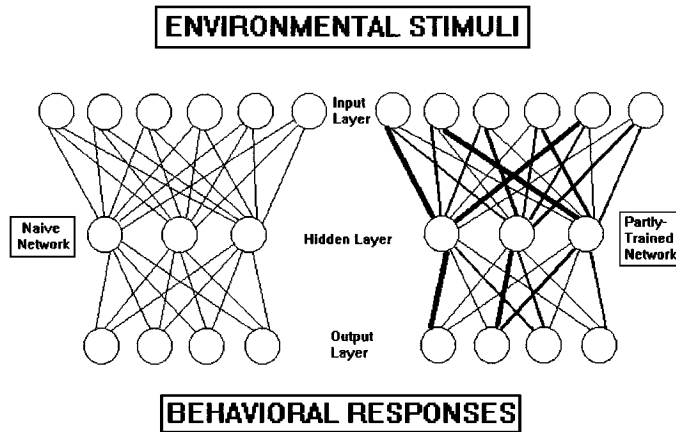 ENVIRONMENTAL STIMULI
Input
Layer
Naive
Network
Hidden Layer
Partly-
Trained
Network
Output
Layer
BEHAVIORAL RESPONSES